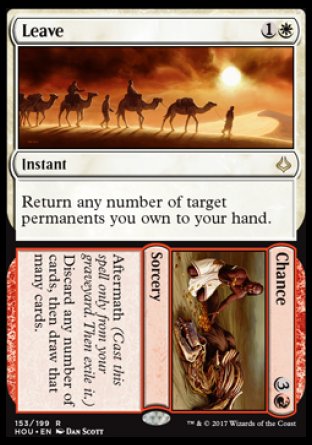 Leave 1
Instant
Return any number of target
permanents you own to your hand.
Chance 3
Sorcery
Aftermath (Cast this
spell only from your
graveyard. Then exile it.)
Discard any number of
cards, then draw that
many cards.
153/199 R
HOU • EN DAN SCOTT
™ & © 2017 Wizards of the Coast